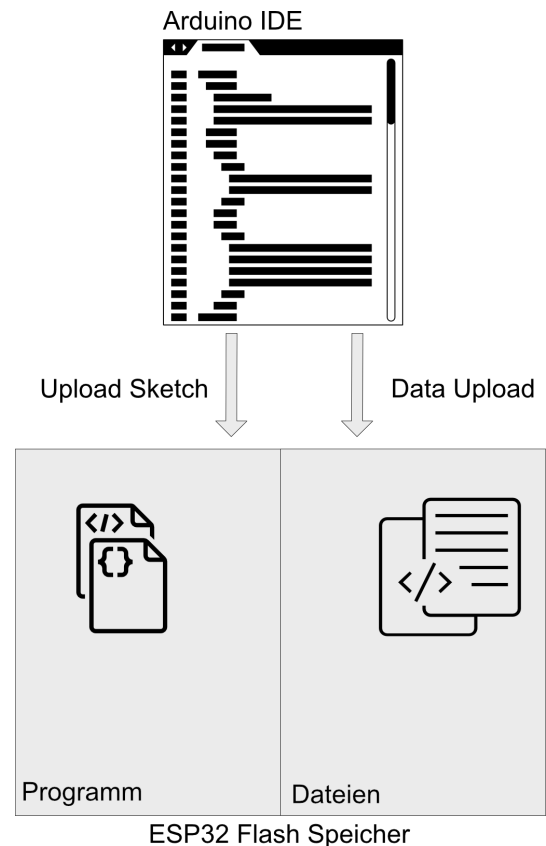 Arduino IDE
Upload Sketch
Data Upload
</>
{}
</>
Programm
Dateien
ESP32 Flash Speicher